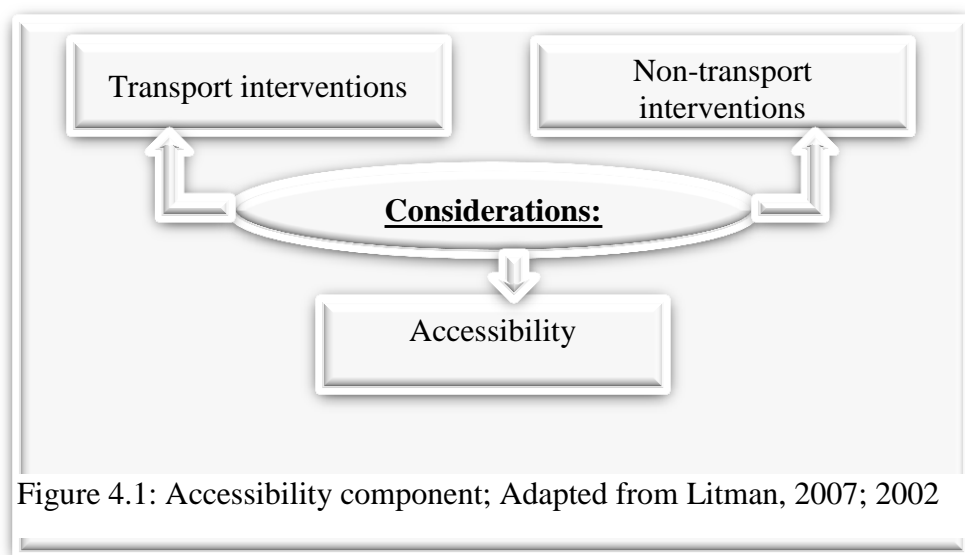 Transport interventions
Non-transport
interventions
Considerations:
Accessibility
Figure 4.1: Accessibility component; Adapted from Litman, 2007; 2002